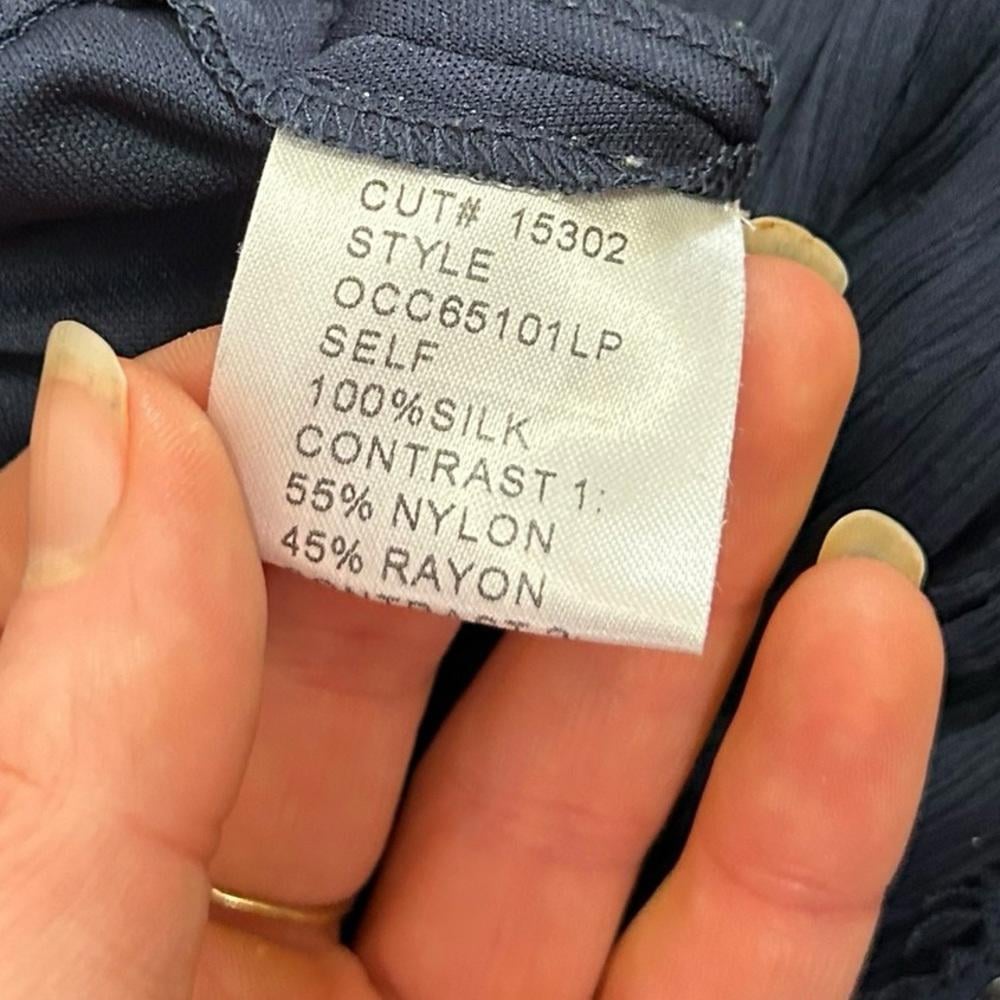 CUT# 15302
STYLE
OCC65101LP
SELF
100%SILK
CONTRAST 1:
55% NYLON
45% RAYON